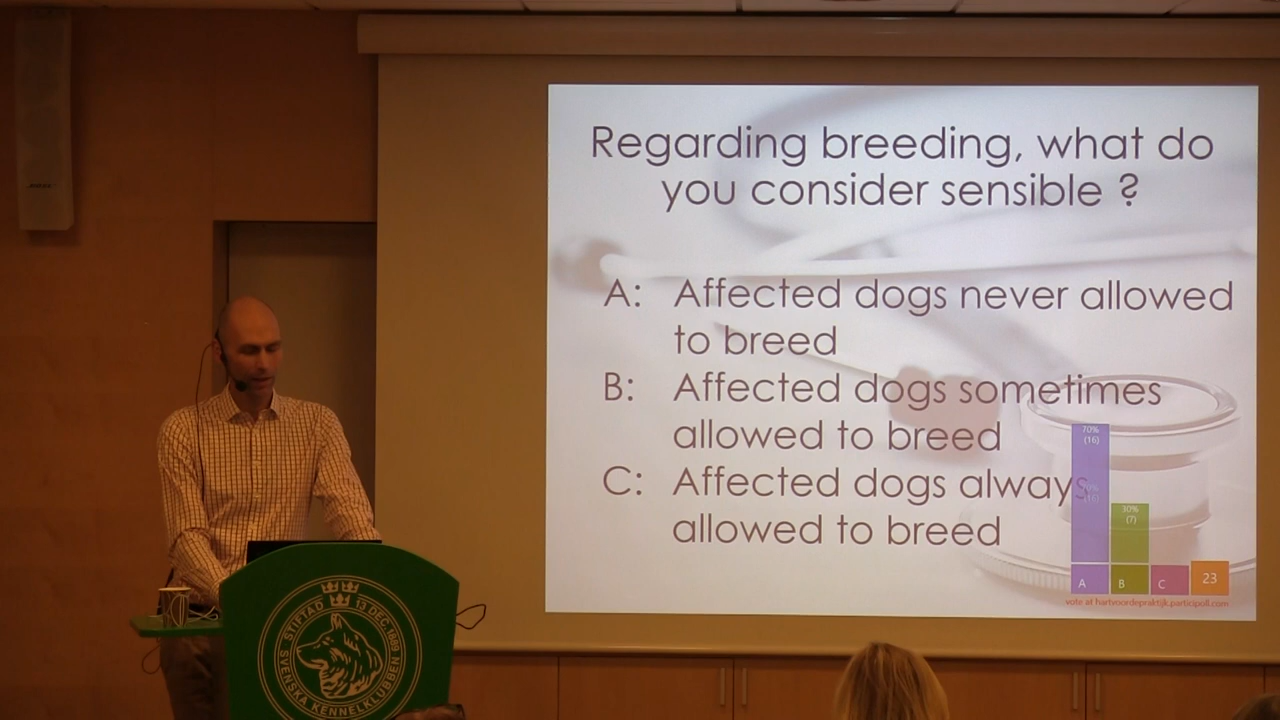 BOSE
Regarding breeding, what do
you consider sensible ?
A: Affected dogs never allowed
to breed
B: Affected dogs sometimes
allowed to breed
C: Affected dogs always
allowed to breed
70%
(16)
30%
(7)
A B C 23
vote at hartvoordepraktijk.participoll.com
STIFTAD 13 DEC. 1889
SVENSKA KENNELKLUBBEN